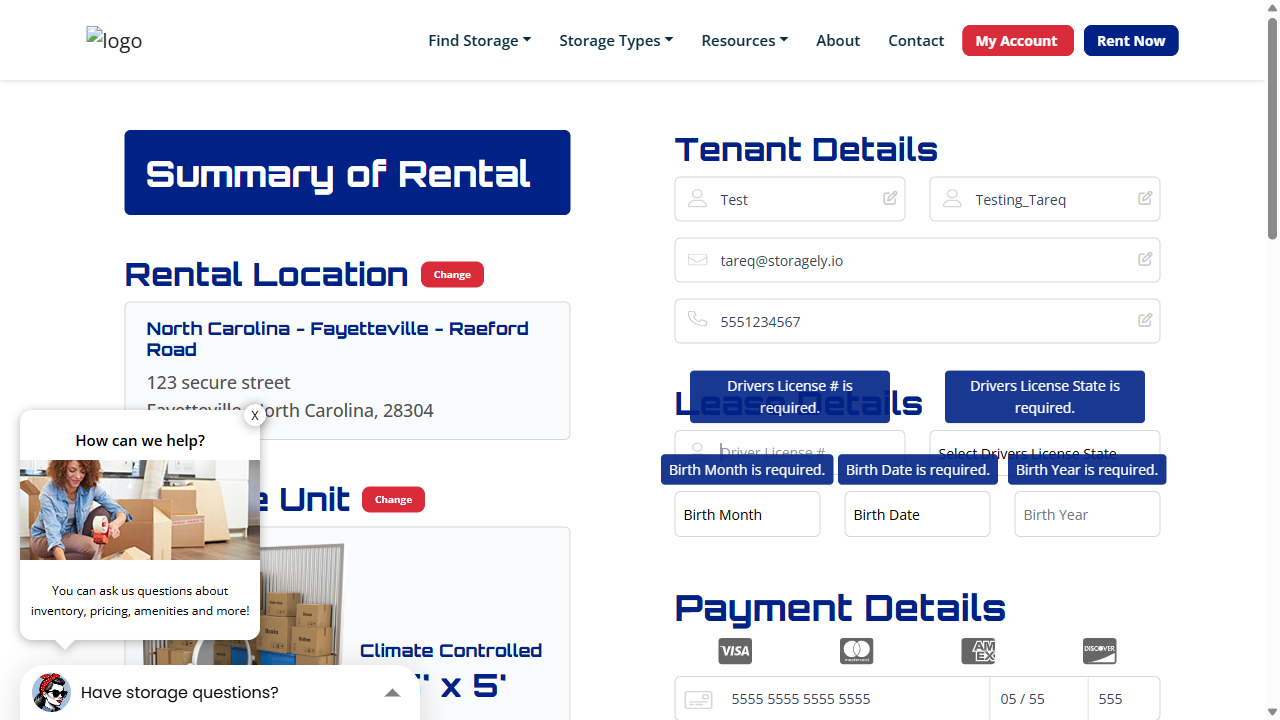 logo
Find Storage
Storage Types
Resources
About
Contact
My Account
Rent Now
Summary of Rental
Rental Location
Change
North Carolina - Fayetteville - Raeford
Road
123 secure street
Fayetteville, North Carolina, 28304
Unit
Change
Climate Controlled
x 5'
Tenant Details
Test
Testing_Tareq
tareq@storagely.io
5551234567
Lease Details
Drivers License # is
required.
Drivers License State is
required.
Driver License #
Select Drivers License State
Birth Month is required.
Birth Date is required.
Birth Year is required.
Birth Month
Birth Date
Birth Year
Payment Details
VISA
mastercard
AM
EX
DISCOVER
5555 5555 5555 5555
05 / 55
555
X
How can we help?
You can ask us questions about
inventory, pricing, amenities and more!
Have storage questions?